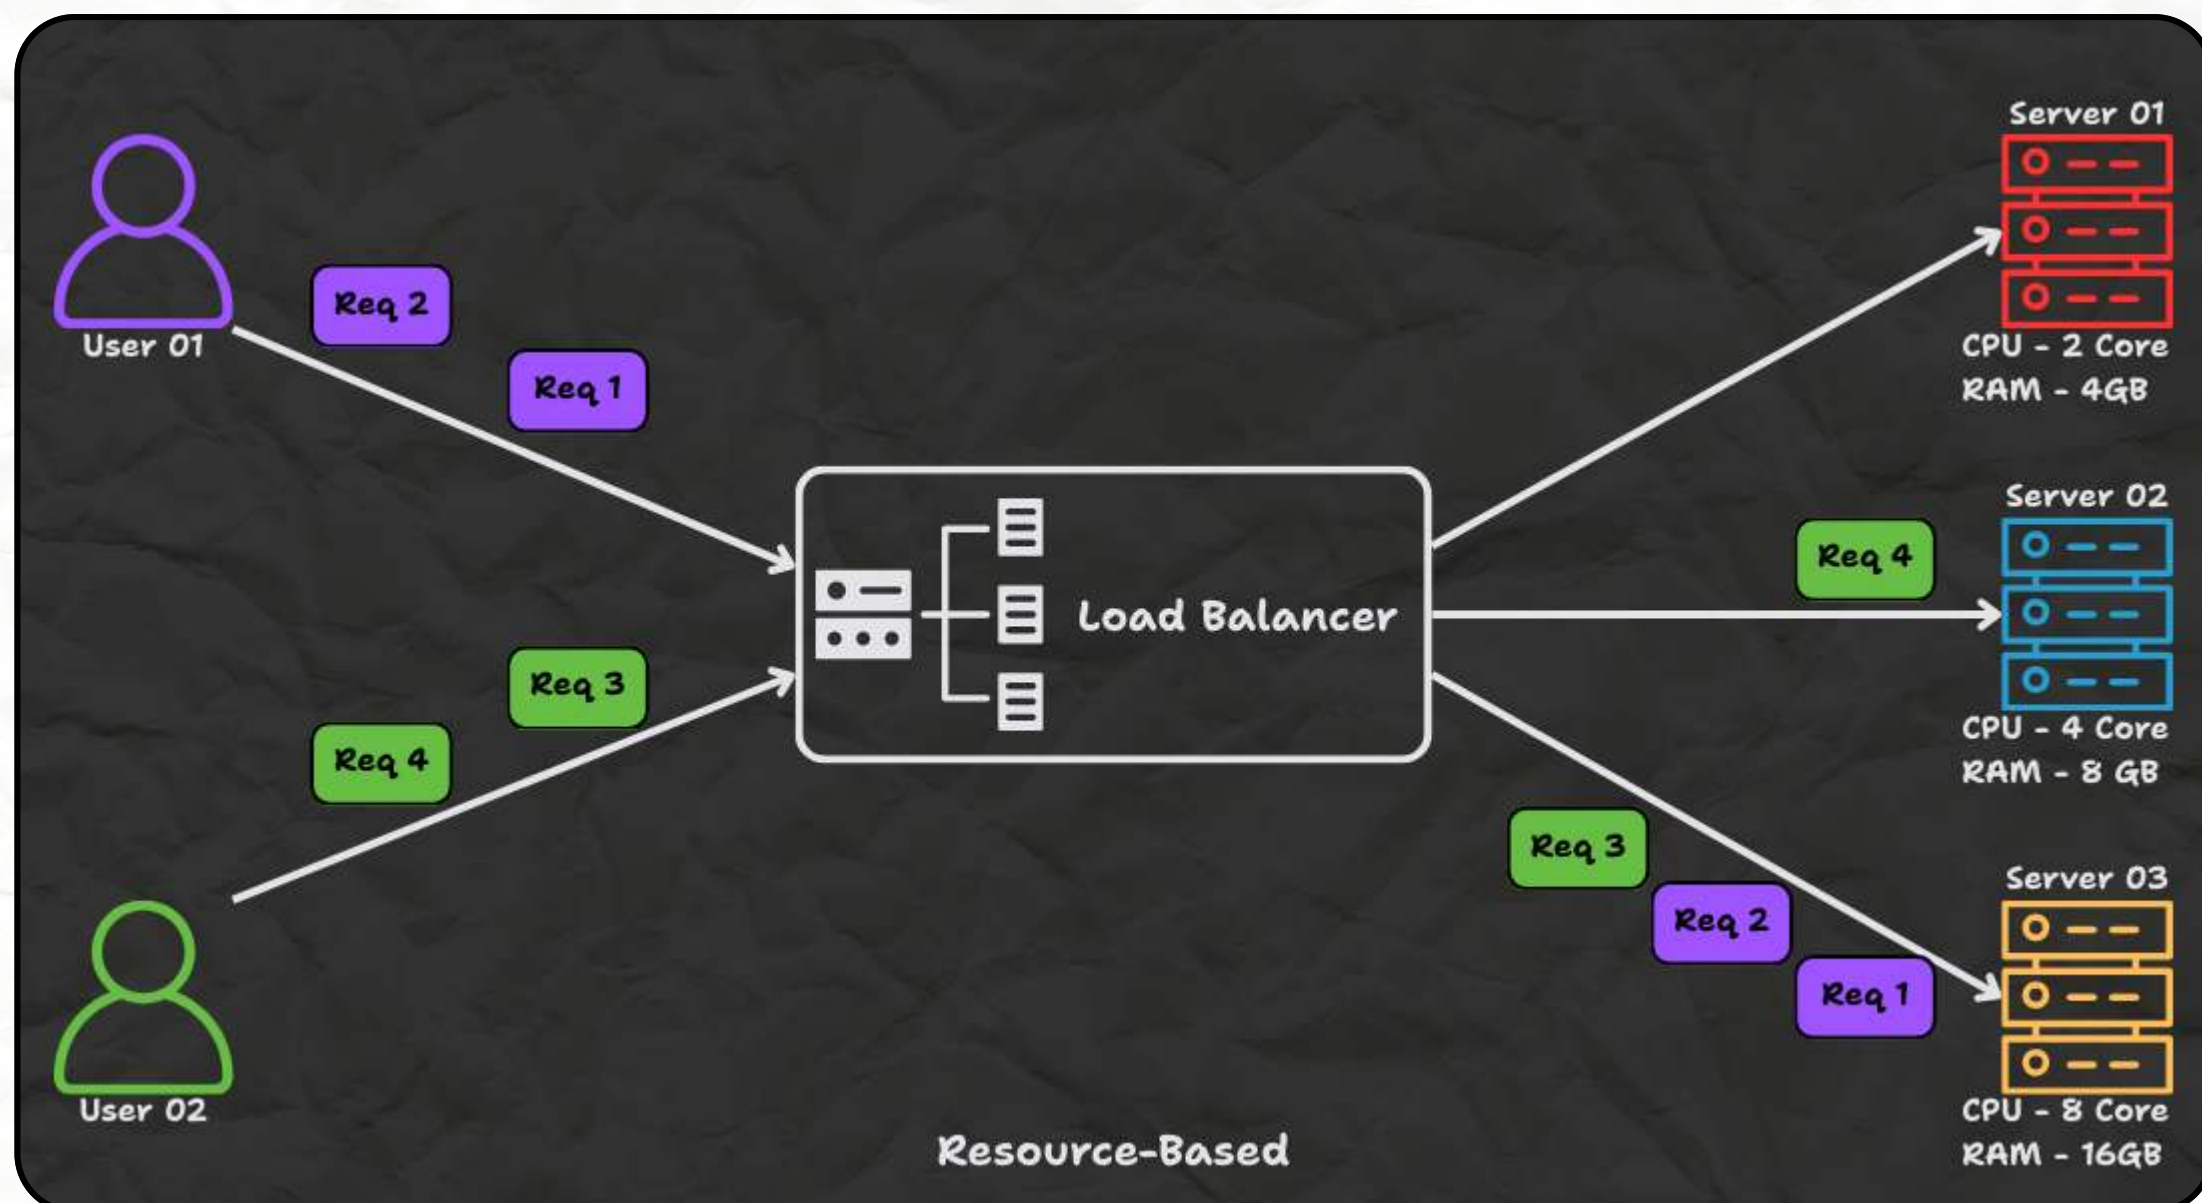 Server 01
CPU - 2 Core
RAM - 4GB
User 01
Req 2
Req 1
Load Balancer
Server 02
Req 4
CPU - 4 Core
RAM - 8 GB
Req 3
Req 4
User 02
Req 3
Req 2
Req 1
Server 03
CPU - 8 Core
RAM - 16GB
Resource-Based